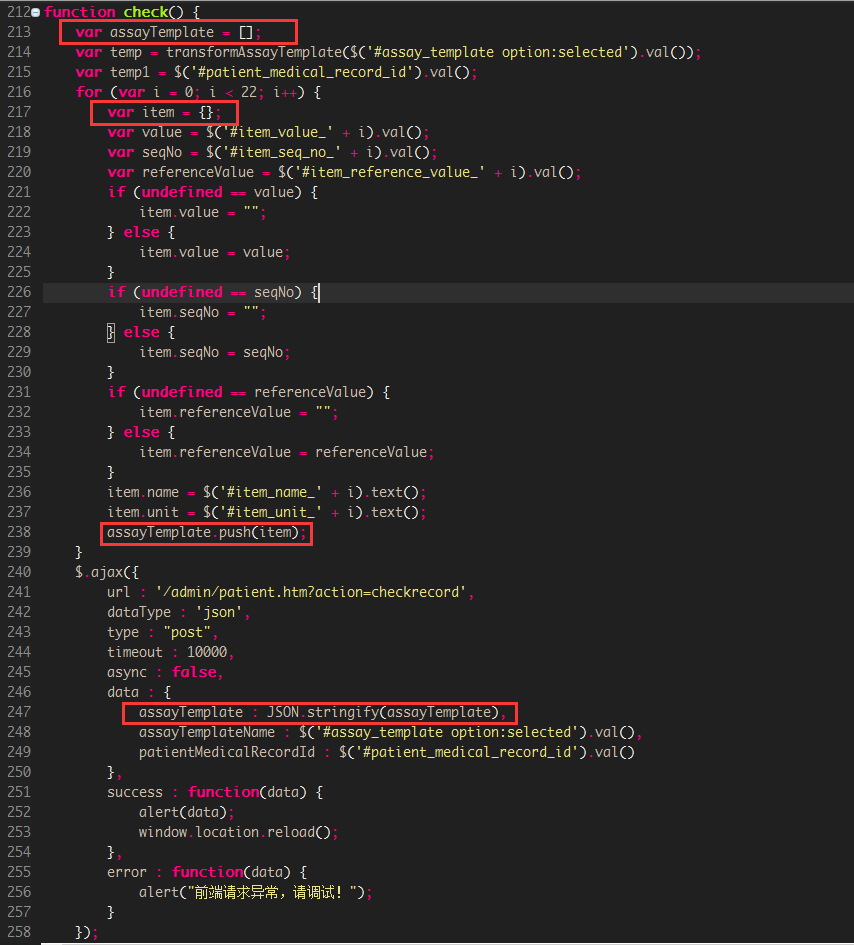 212 function check() {
213 var assayTemplate = [];
214 var temp = transformAssayTemplate($('#assay_template option:selected').val());
215 var temp1 = $('#patient_medical_record_id').val();
216 for (var i = 0; i < 22; i++) {
217 var item = {};
218 var value = $('#item_value_' + i).val();
219 var seqNo = $('#item_seq_no_' + i).val();
220 var referenceValue = $('#item_reference_value_' + i).val();
221 if (undefined == value) {
222 item.value = "";
223 } else {
224 item.value = value;
225 }
226 if (undefined == seqNo) {
227 item.seqNo = "";
228 } else {
229 item.seqNo = seqNo;
230 }
231 if (undefined == referenceValue) {
232 item.referenceValue = "";
233 } else {
234 item.referenceValue = referenceValue;
235 }
236 item.name = $('#item_name_' + i).text();
237 item.unit = $('#item_unit_' + i).text();
238 assayTemplate.push(item);
239 }
240 $.ajax({
241 url : '/admin/patient.htm?action=checkrecord',
242 dataType : 'json',
243 type : "post",
244 timeout : 10000,
245 async : false,
246 data : {
247 assayTemplate : JSON.stringify(assayTemplate),
248 assayTemplateName : $('#assay_template option:selected').val(),
249 patientMedicalRecordId : $('#patient_medical_record_id').val()
250 },
251 success : function(data) {
252 alert(data);
253 window.location.reload();
254 },
255 error : function(data) {
256 alert("前端请求异常，请调试！");
257 }
258 });